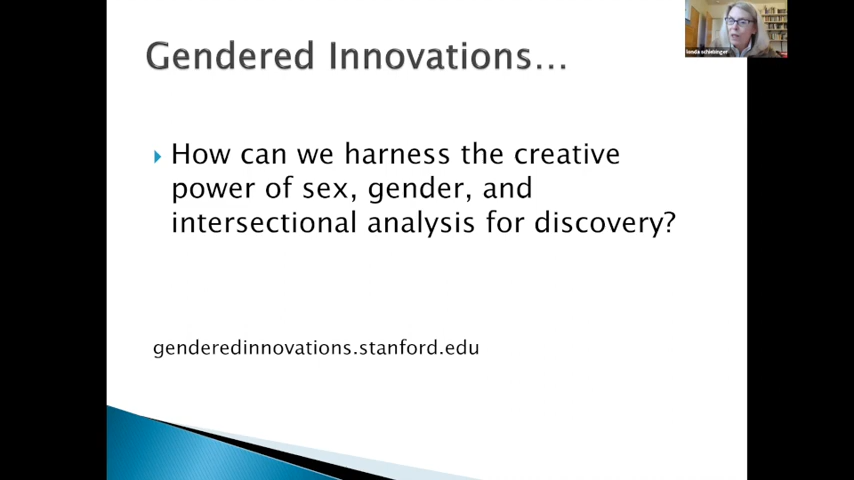 Gendered Innovations...
How can we harness the creative
power of sex, gender, and
intersectional analysis for discovery?
genderedinnovations.stanford.edu
londa schiebinger